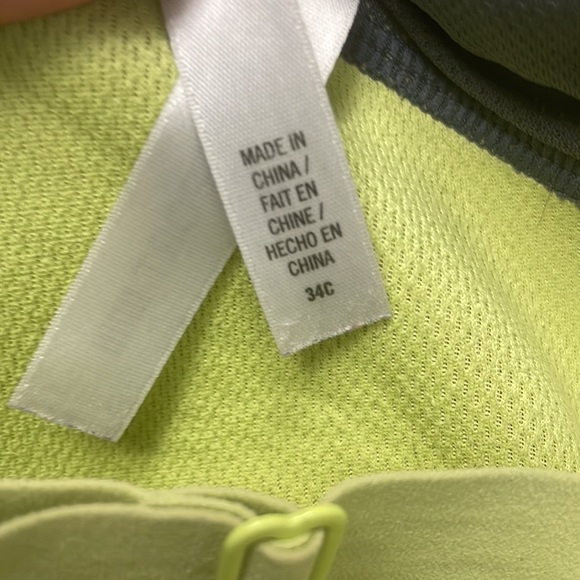 MADE IN
CHINA /
FAIT EN
CHINE /
HECHO EN
CHINA
34C